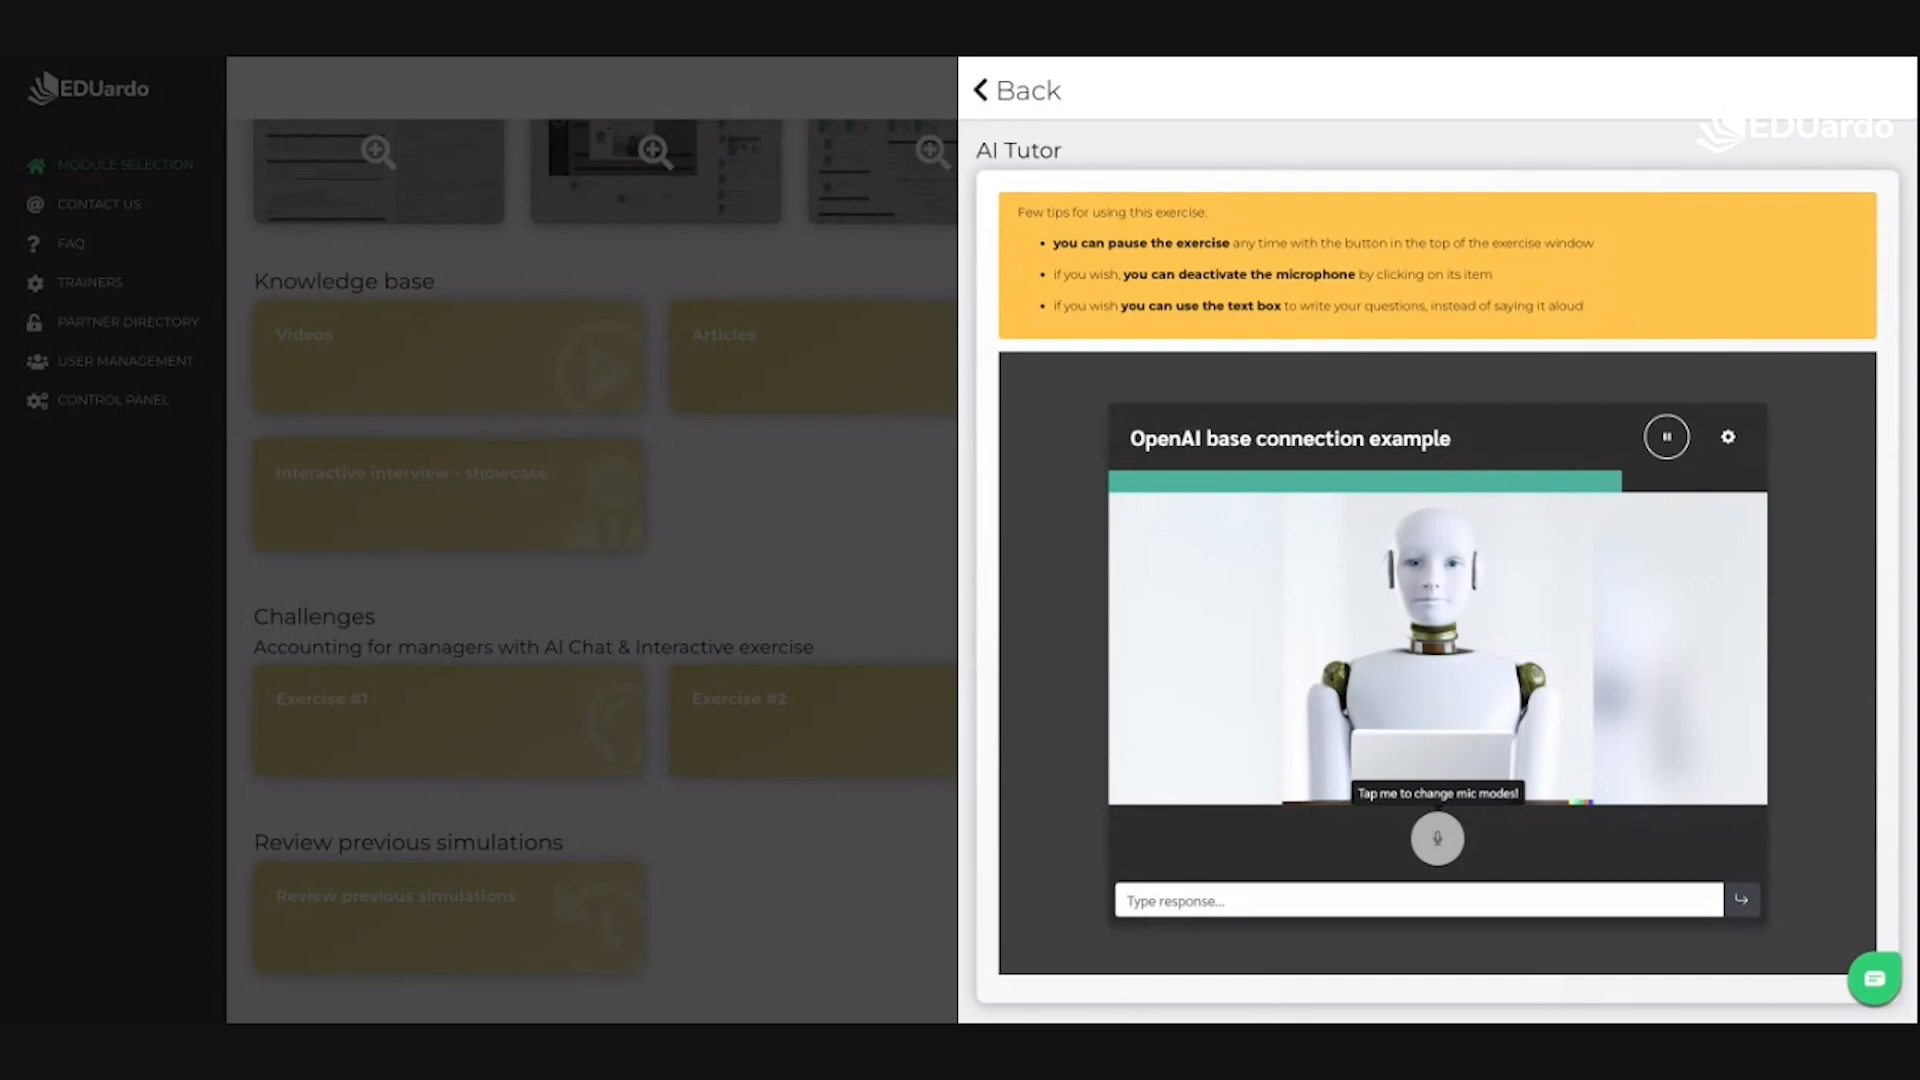 EDUardo
MODULE SELECTION
CONTACT US
FAQ
TRAINERS
PARTNER DIRECTORY
USER MANAGEMENT
CONTROL PANEL
Knowledge base
Videos
Articles
Interactive interview - showcase
Challenges
Accounting for managers with AI Chat & Interactive exercise
Exercise #1
Exercise #2
Review previous simulations
Review previous simulations
Back
EDUardo
AI Tutor
Few tips for using this exercise:
• you can pause the exercise any time with the button in the top of the exercise window
• if you wish, you can deactivate the microphone by clicking on its item
• if you wish you can use the text box to write your questions, instead of saying it aloud
OpenAI base connection example
Tap me to change mic modes!
Type response...